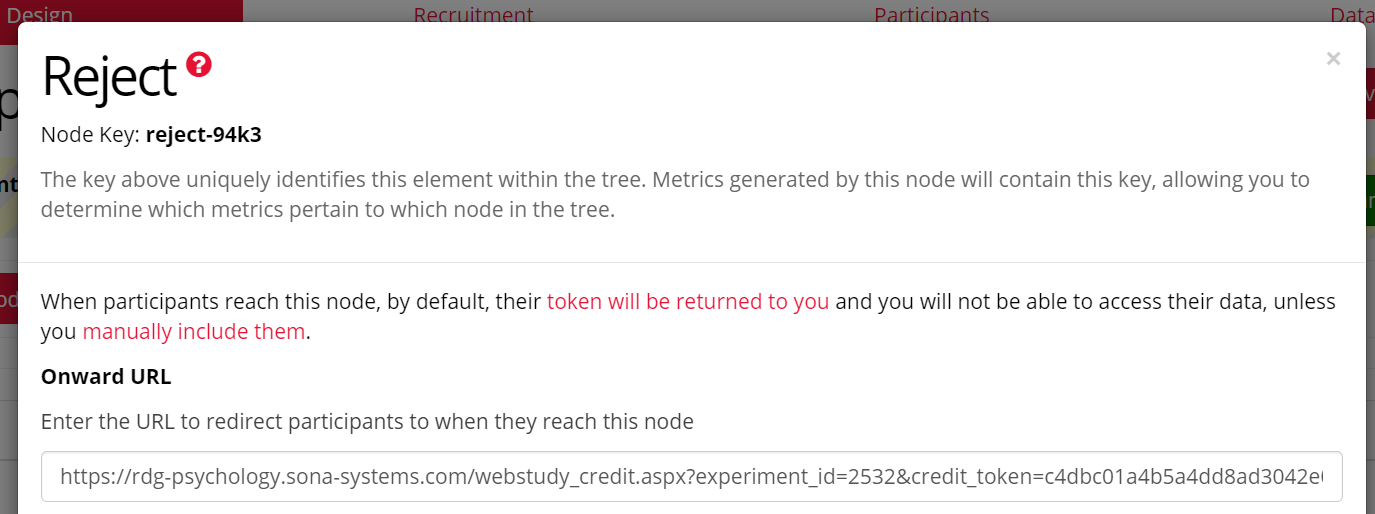 Design Recruitment Participants Data
Reject ?
×
Node Key: reject-94k3
The key above uniquely identifies this element within the tree. Metrics generated by this node will contain this key, allowing you to
determine which metrics pertain to which node in the tree.
When participants reach this node, by default, their token will be returned to you and you will not be able to access their data, unless
you manually include them.
Onward URL
Enter the URL to redirect participants to when they reach this node
https://rdg-psychology.sona-systems.com/webstudy_credit.aspx?experiment_id=2532&credit_token=c4dbc01a4b5a4dd8ad3042e